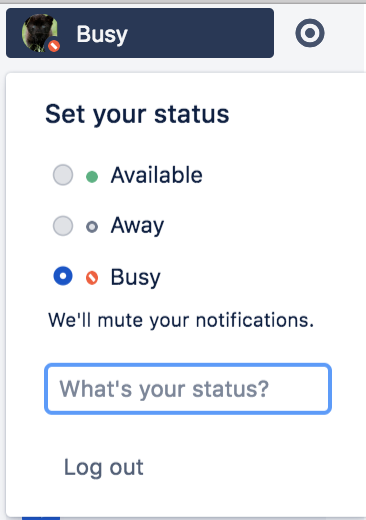 Busy
Set your status
Available
Away
Busy
We'll mute your notifications.
What's your status?
Log out